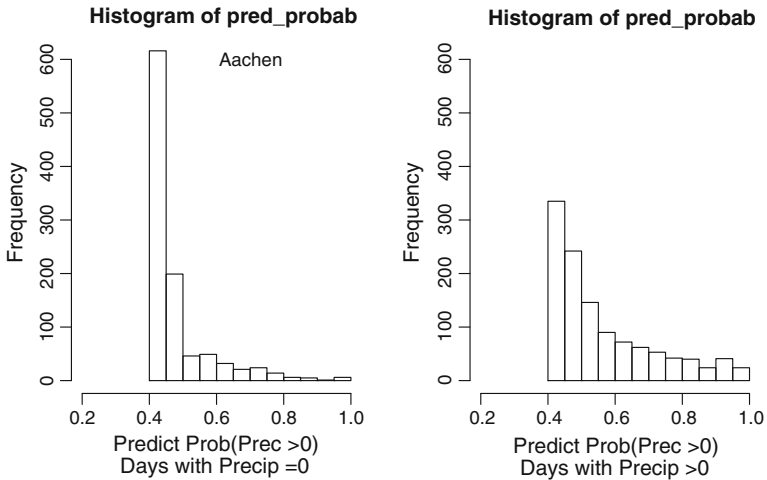 Histogram of pred_probab
Aachen
Frequency
600
500
400
300
200
100
0
0.2 0.4 0.6 0.8 1.0
Predict Prob(Prec >0)
Days with Precip =0
Histogram of pred_probab
Frequency
600
500
400
300
200
100
0
0.2 0.4 0.6 0.8 1.0
Predict Prob(Prec >0)
Days with Precip >0